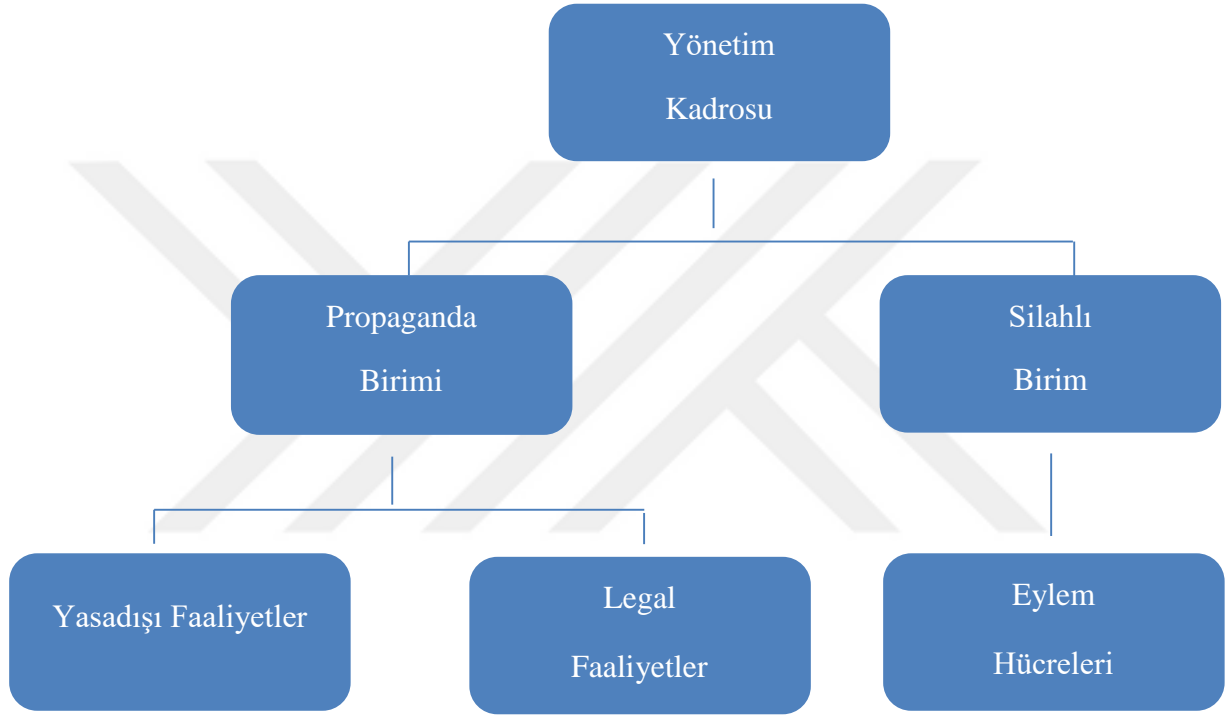 Yönetim
Kadrosu
Propaganda
Birimi
Silahlı
Birim
Yasadışı Faaliyetler
Legal
Faaliyetler
Eylem
Hücreleri